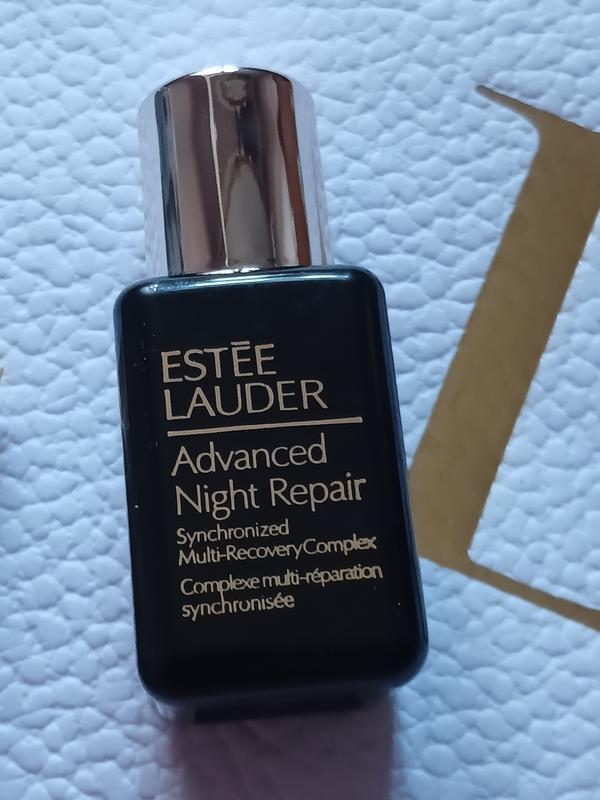 ESTĒE
LAUDER
Advanced
Night Repair
Synchronized
Multi-Recovery Complex
Complexe multi-réparation
synchronisée